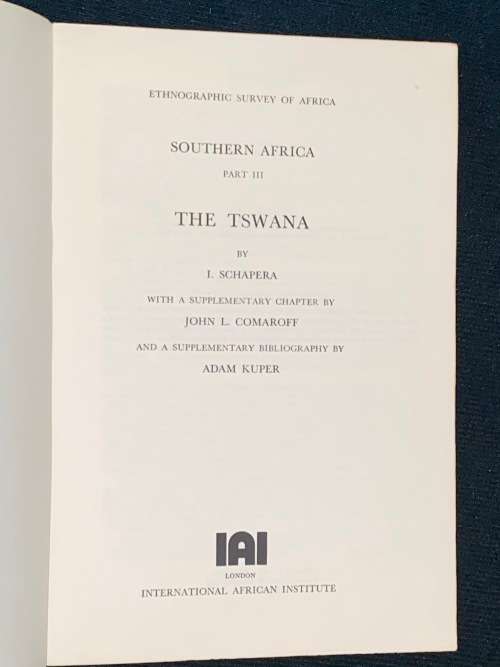 ETHNOGRAPHIC SURVEY OF AFRICA
SOUTHERN AFRICA
PART III
THE TSWANA
BY
I. SCHAPERA
WITH A SUPPLEMENTARY CHAPTER BY
JOHN L. COMAROFF
AND A SUPPLEMENTARY BIBLIOGRAPHY BY
ADAM KUPER
IAI
LONDON
INTERNATIONAL AFRICAN INSTITUTE